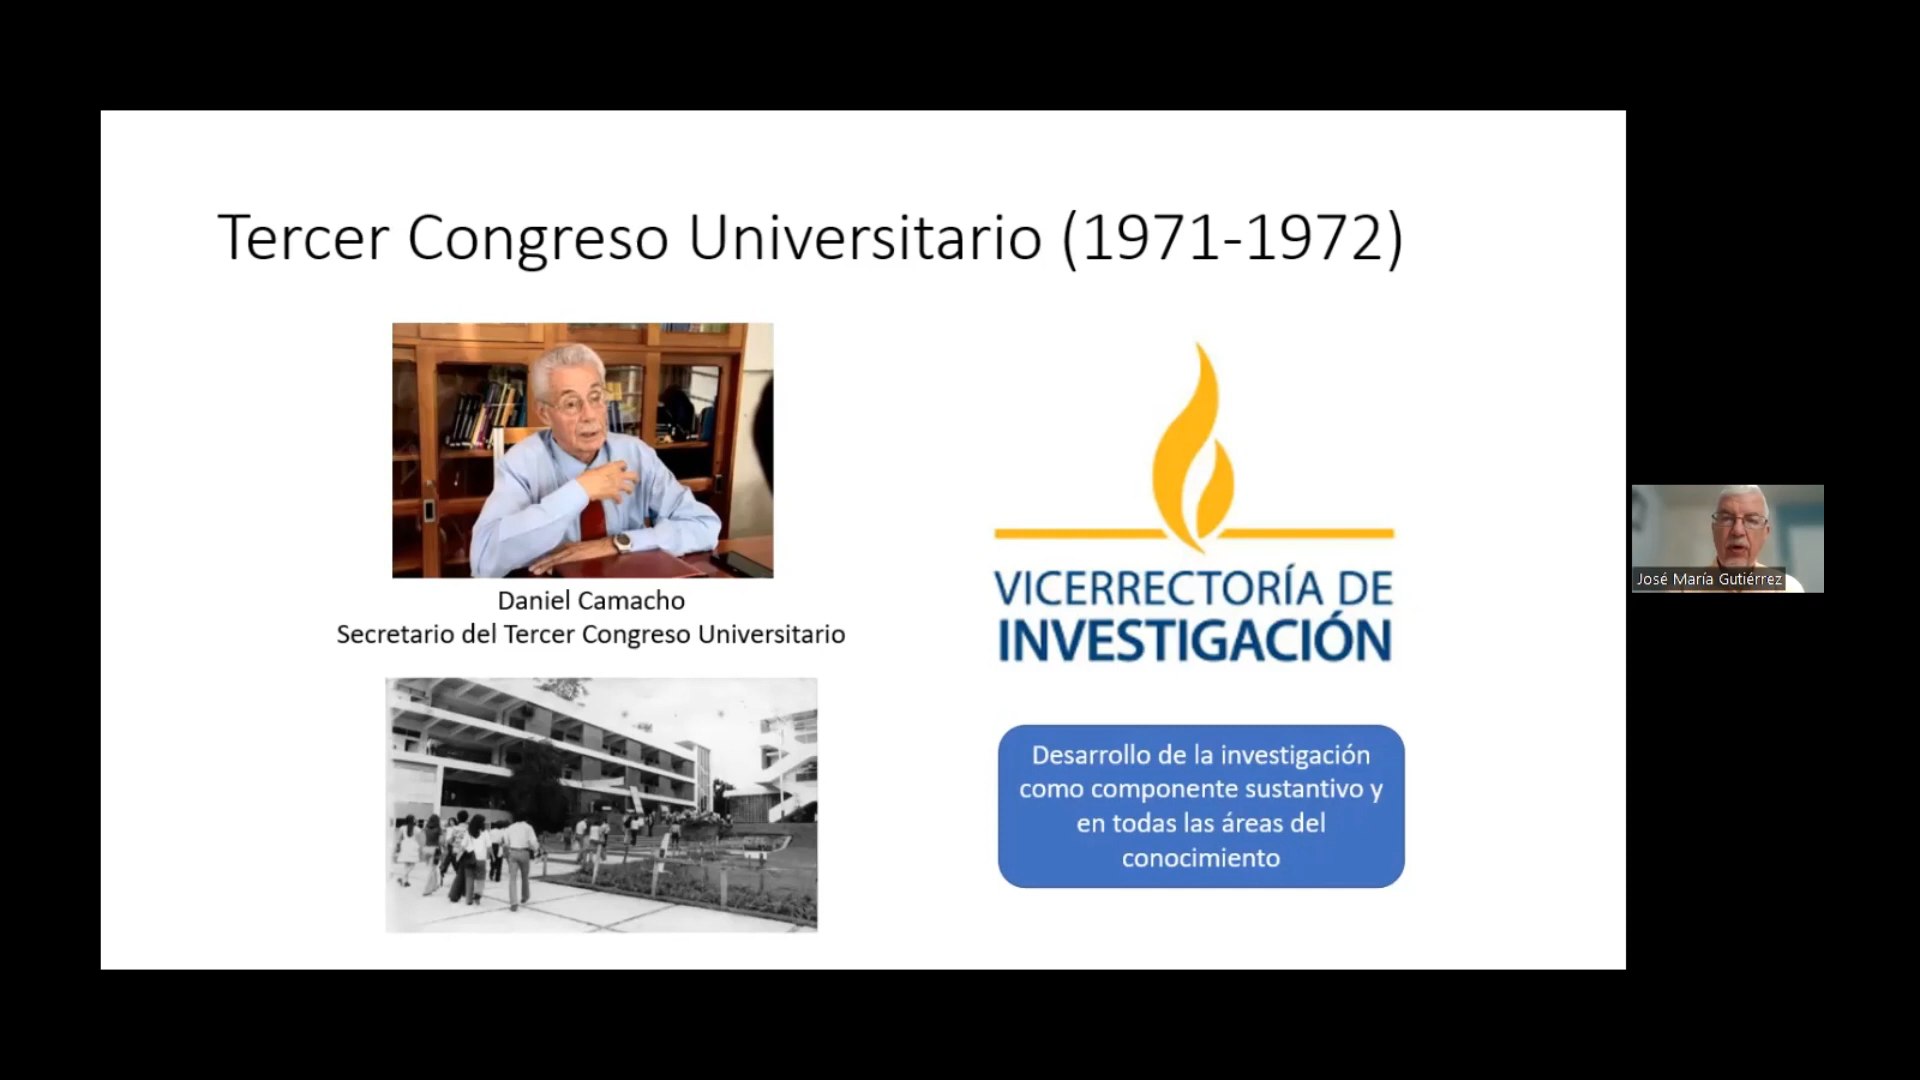 Tercer Congreso Universitario (1971-1972)
Daniel Camacho
Secretario del Tercer Congreso Universitario
VICERRECTORÍA DE
INVESTIGACIÓN
Desarrollo de la investigación
como componente sustantivo y
en todas las áreas del
conocimiento
José María Gutiérrez